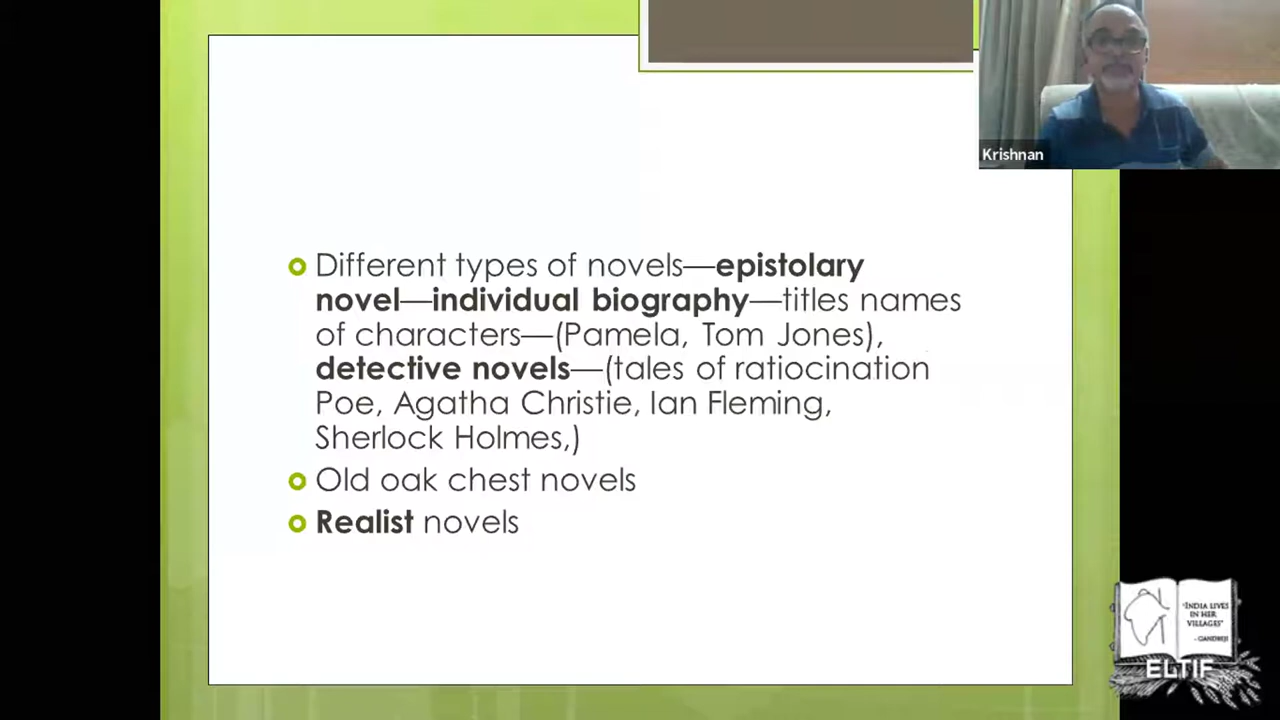 Krishnan
Different types of novels—epistolary
novel—individual biography—titles names
of characters—(Pamela, Tom Jones),
detective novels—(tales of ratiocination
Poe, Agatha Christie, Ian Fleming,
Sherlock Holmes,)
Old oak chest novels
Realist novels
"INDIA LIVES
IN HER
VILLAGES"
- GANDHIJI
ELTIF